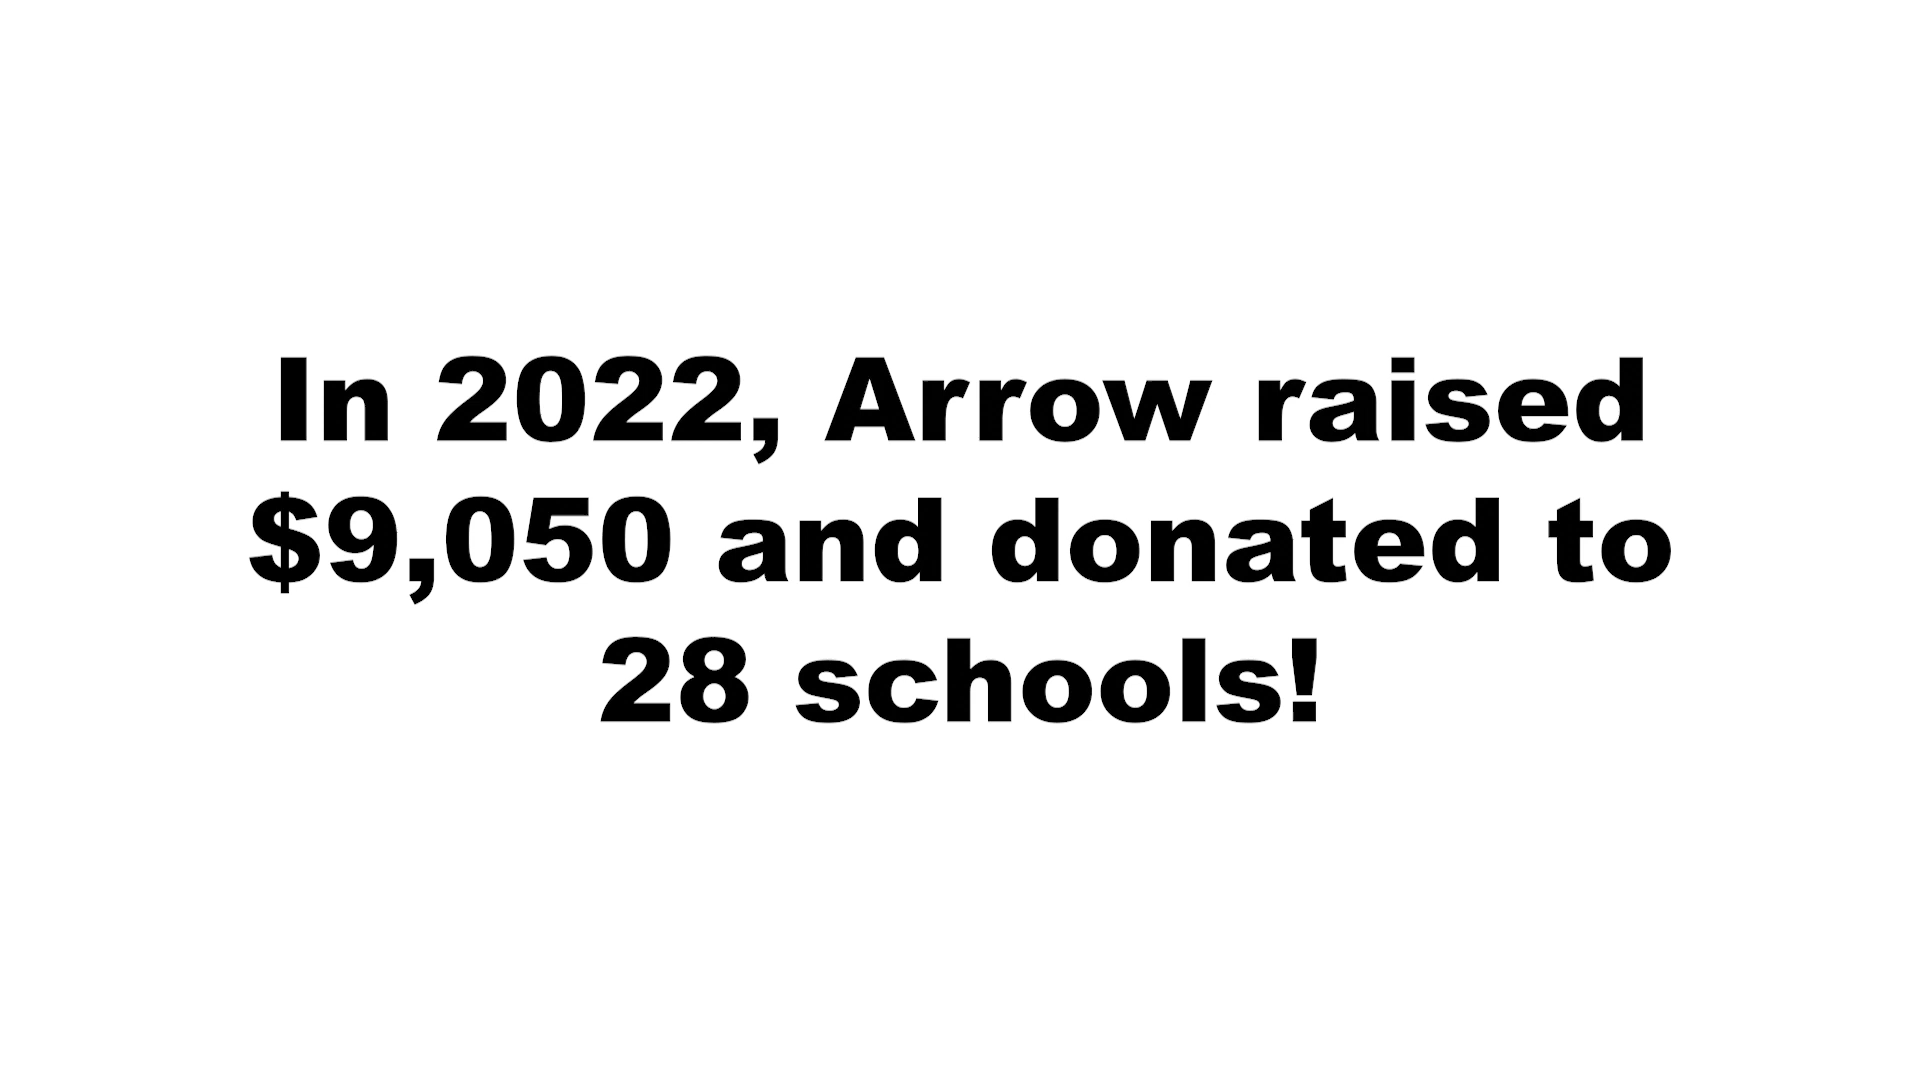 In 2022, Arrow raised
$9,050 and donated to
28 schools!